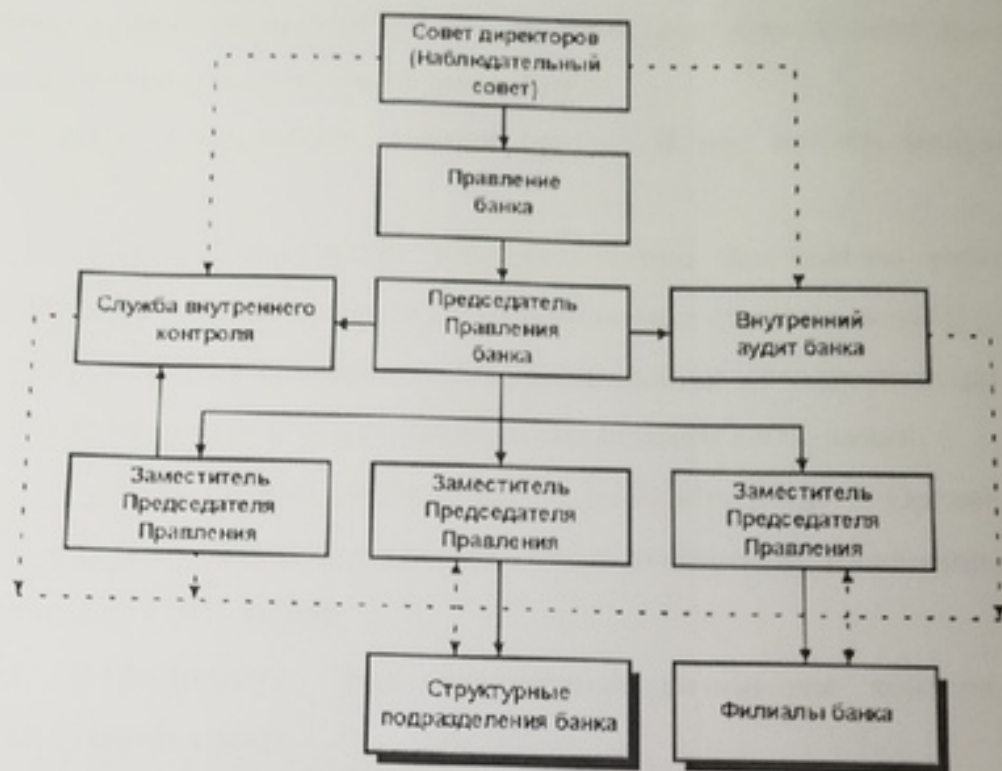 Совет директоров
(Наблюдательный
совет)
Правление
банка
Служба внутреннего
контроля
Председатель
Правления
банка
Внутренний
аудит банка
Заместитель
Председателя
Правления
Заместитель
Председателя
Правления
Заместитель
Председателя
Правления
Структурные
подразделения банка
Филиалы банка